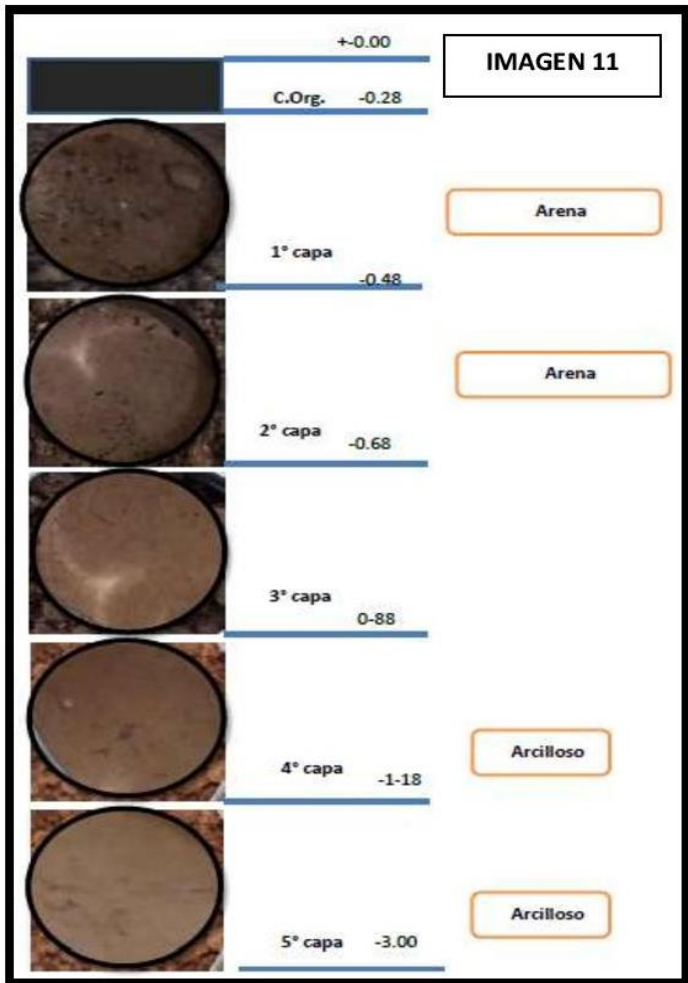 +-0.00
IMAGEN 11
C.Org. -0.28
Arena
1° capa
-0.48
Arena
2° capa -0.68
3° capa
0-88
Arcilloso
4° capa -1-18
Arcilloso
5° capa -3.00